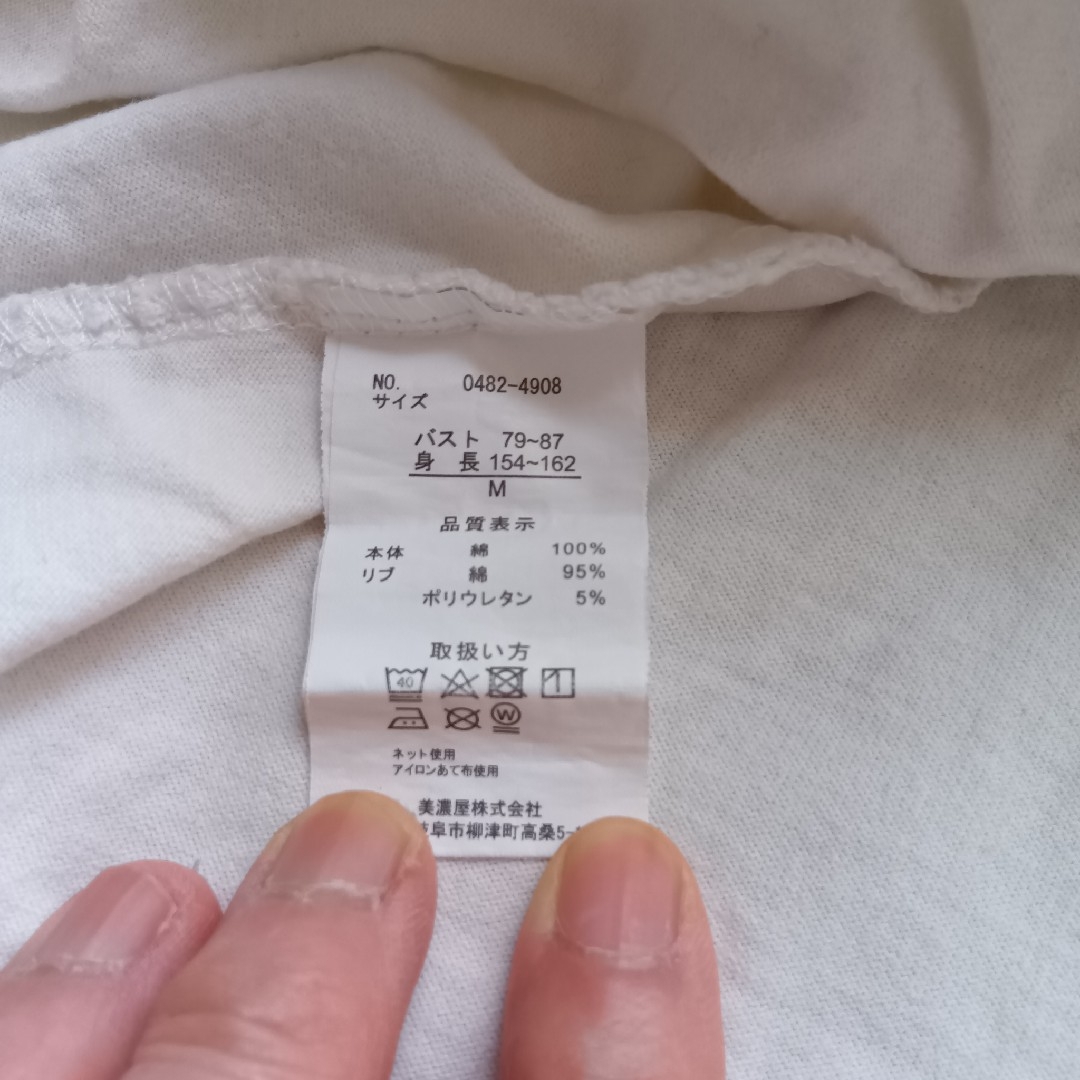 NO. 0482-4908
サイズ
バスト 79~87
身 長 154~162
M
品質表示
本体 綿 100%
リブ 綿 95%
ポリウレタン 5%
取扱い方
40
W
ネット使用
アイロンあて布使用
美濃屋株式会社
阜市柳津町高桑5-